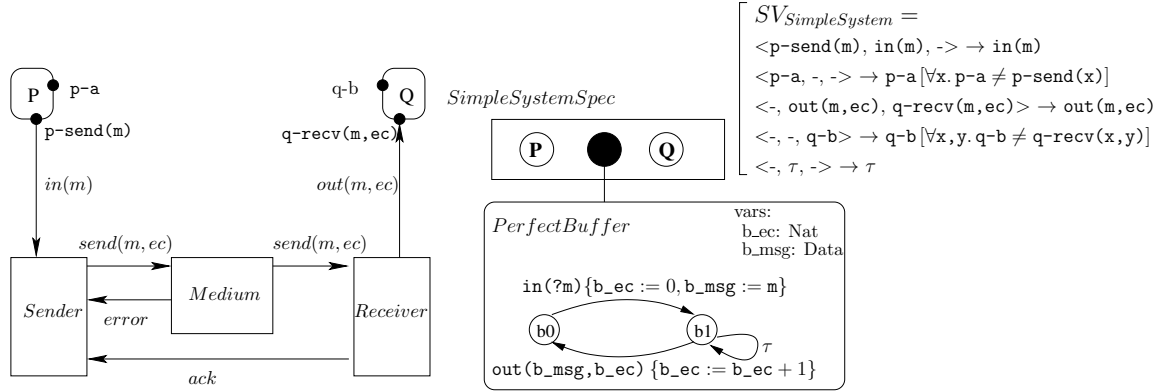 P
p-a
p-send(m)
in(m)
q-b
Q
q-recv(m,ec)
out(m, ec)
send(m, ec)
send(m, ec)
Sender
Medium
Receiver
error
ack
SimpleSystemSpec
P
Q
PerfectBuffer
vars:
b_ec: Nat
b_msg: Data
in(?m){b_ec := 0, b_msg := m}
b0
b1
τ
out(b_msg,b_ec) {b_ec := b_ec + 1}
SV_SimpleSystem =
<p-send(m), in(m), -> → in(m)
<p-a, -, -> → p-a [∀x. p-a ≠ p-send(x)]
<-, out(m,ec), q-recv(m,ec)> → out(m,ec)
<-, -, q-b> → q-b [∀x,y. q-b ≠ q-recv(x,y)]
<-, τ, -> → τ